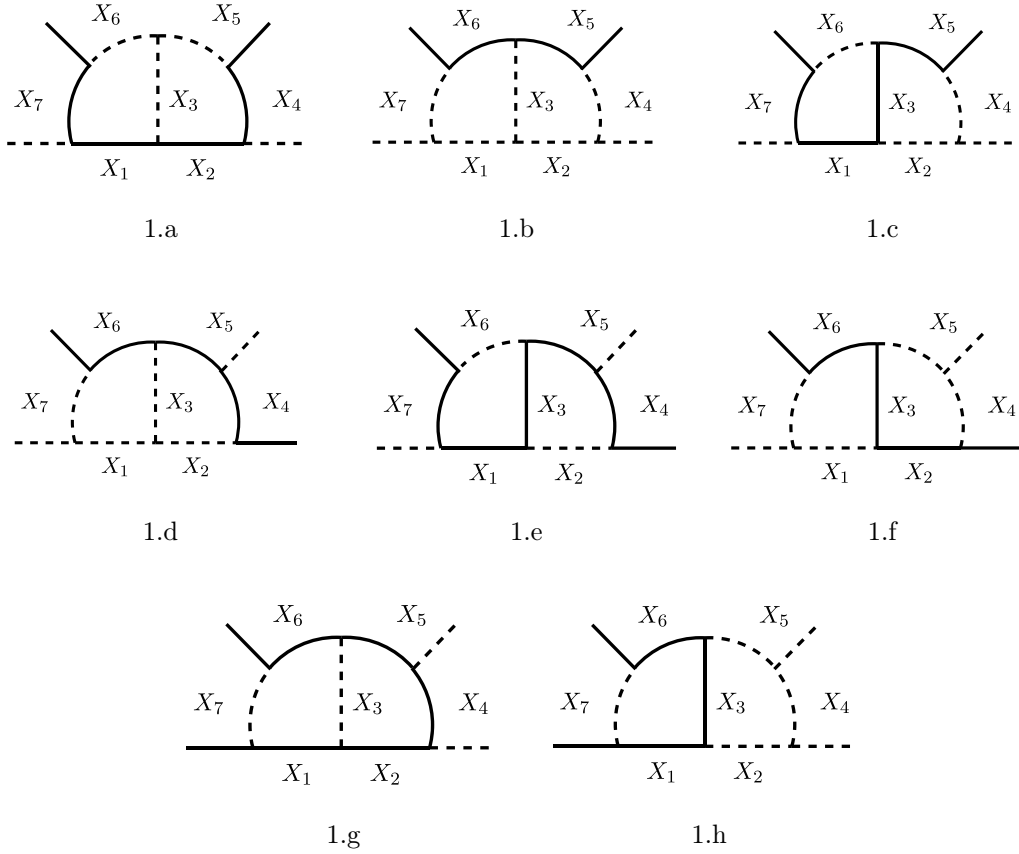 X6 X5 X6 X5 X6 X5
X7 X3 X4 X7 X3 X4 X7 X3 X4
X1 X2 X1 X2 X1 X2
1.a 1.b 1.c
X6 X5 X6 X5 X6 X5
X7 X3 X4 X7 X3 X4 X7 X3 X4
X1 X2 X1 X2 X1 X2
1.d 1.e 1.f
X6 X5 X6 X5
X7 X3 X4 X7 X3 X4
X1 X2 X1 X2
1.g 1.h